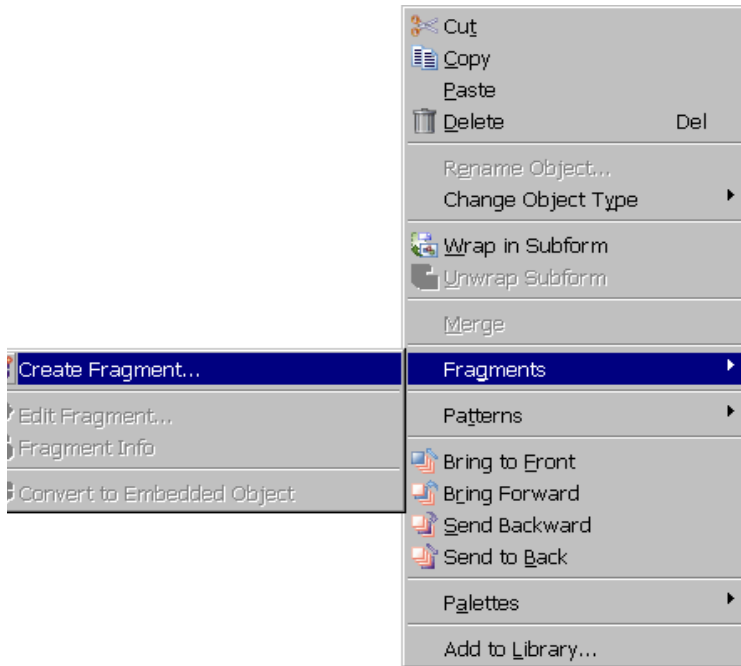 Cut
Copy
Paste
Delete Del
Rename Object...
Change Object Type
Wrap in Subform
Unwrap Subform
Merge
Fragments
Create Fragment...
Edit Fragment...
Fragment Info
Convert to Embedded Object
Patterns
Bring to Front
Bring Forward
Send Backward
Send to Back
Palettes
Add to Library...